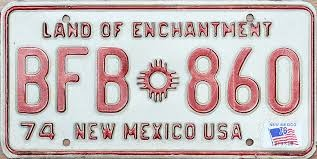 LAND OF ENCHANTMENT
BFB 860
74 NEW MEXICO USA